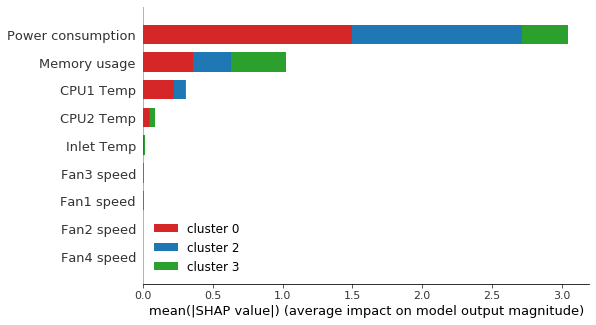 Power consumption
Memory usage
CPU1 Temp
CPU2 Temp
Inlet Temp
Fan3 speed
Fan1 speed
Fan2 speed
Fan4 speed
cluster 0
cluster 2
cluster 3
0.0 0.5 1.0 1.5 2.0 2.5 3.0
mean(|SHAP value|) (average impact on model output magnitude)